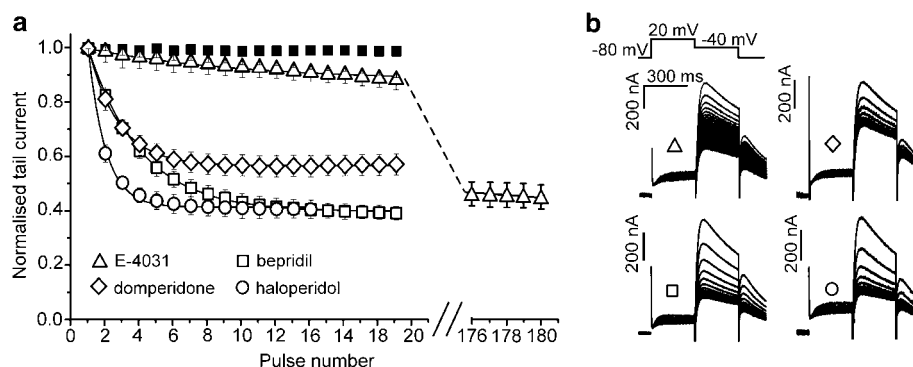 a
Normalised tail current
1.0
0.8
0.6
0.4
0.2
0.0
E-4031
bepridil
domperidone
haloperidol
0 2 4 6 8 10 12 14 16 18 20 176 178 180
Pulse number
b
20 mV
-80 mV
-40 mV
300 ms
200 nA
200 nA
200 nA
200 nA